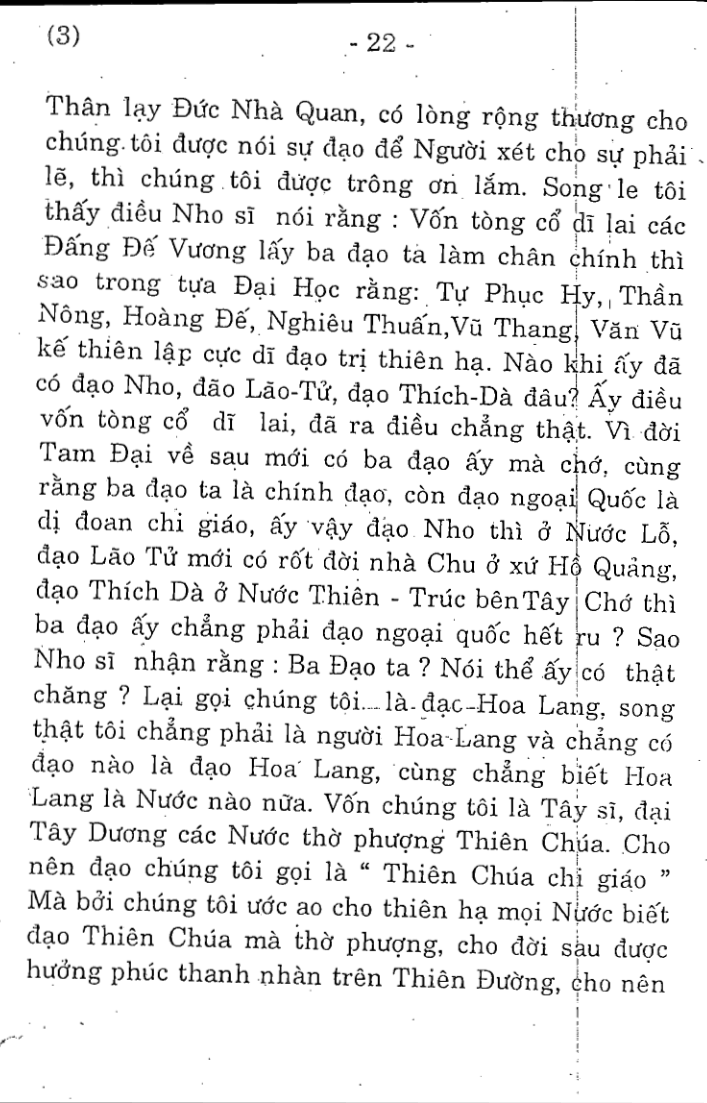 (3)
- 22 -
Thân lạy Đức Nhà Quan, có lòng rộng thương cho
chúng tôi được nói sự đạo để Người xét cho sự phải
lẽ, thì chúng tôi được trông ơn lắm. Song le tôi
thấy điều Nho sĩ nói rằng : Vốn tòng cổ dĩ lai các
Đấng Đế Vương lấy ba đạo ta làm chân chính thì
sao trong tựa Đại Học rằng: Tự Phục Hy, Thần
Nông, Hoàng Đế, Nghiêu Thuấn,Vũ Thang, Văn Vũ
kế thiên lập cực dĩ đạo trị thiên hạ. Nào khi ấy đã
có đạo Nho, đão Lão-Tử, đạo Thích-Dà đâu? Ấy điều
vốn tòng cổ dĩ lai, đã ra điều chẳng thật. Vì đời
Tam Đại về sau mới có ba đạo ấy mà chớ, cùng
rằng ba đạo ta là chính đạo, còn đạo ngoại Quốc là
dị đoan chi giáo, ấy vậy đạo Nho thì ở Nước Lỗ,
đạo Lão Tử mới có rốt đời nhà Chu ở xứ Hồ Quảng,
đạo Thích Dà ở Nước Thiên - Trúc bên Tây Chớ thì
ba đạo ấy chẳng phải đạo ngoại quốc hết ru ? Sao
Nho sĩ nhận rằng : Ba Đạo ta ? Nói thể ấy có thật
chăng ? Lại gọi chúng tôi là đạc-Hoa Lang, song
thật tôi chẳng phải là người Hoa Lang và chẳng có
đạo nào là đạo Hoa Lang, cùng chẳng biết Hoa
Lang là Nước nào nữa. Vốn chúng tôi là Tây sĩ, đại
Tây Dương các Nước thờ phượng Thiên Chúa. Cho
nên đạo chúng tôi gọi là “ Thiên Chúa chi giáo ”
Mà bởi chúng tôi ước ao cho thiên hạ mọi Nước biết
đạo Thiên Chúa mà thờ phượng, cho đời sau được
hưởng phúc thanh nhàn trên Thiên Đường, cho nên